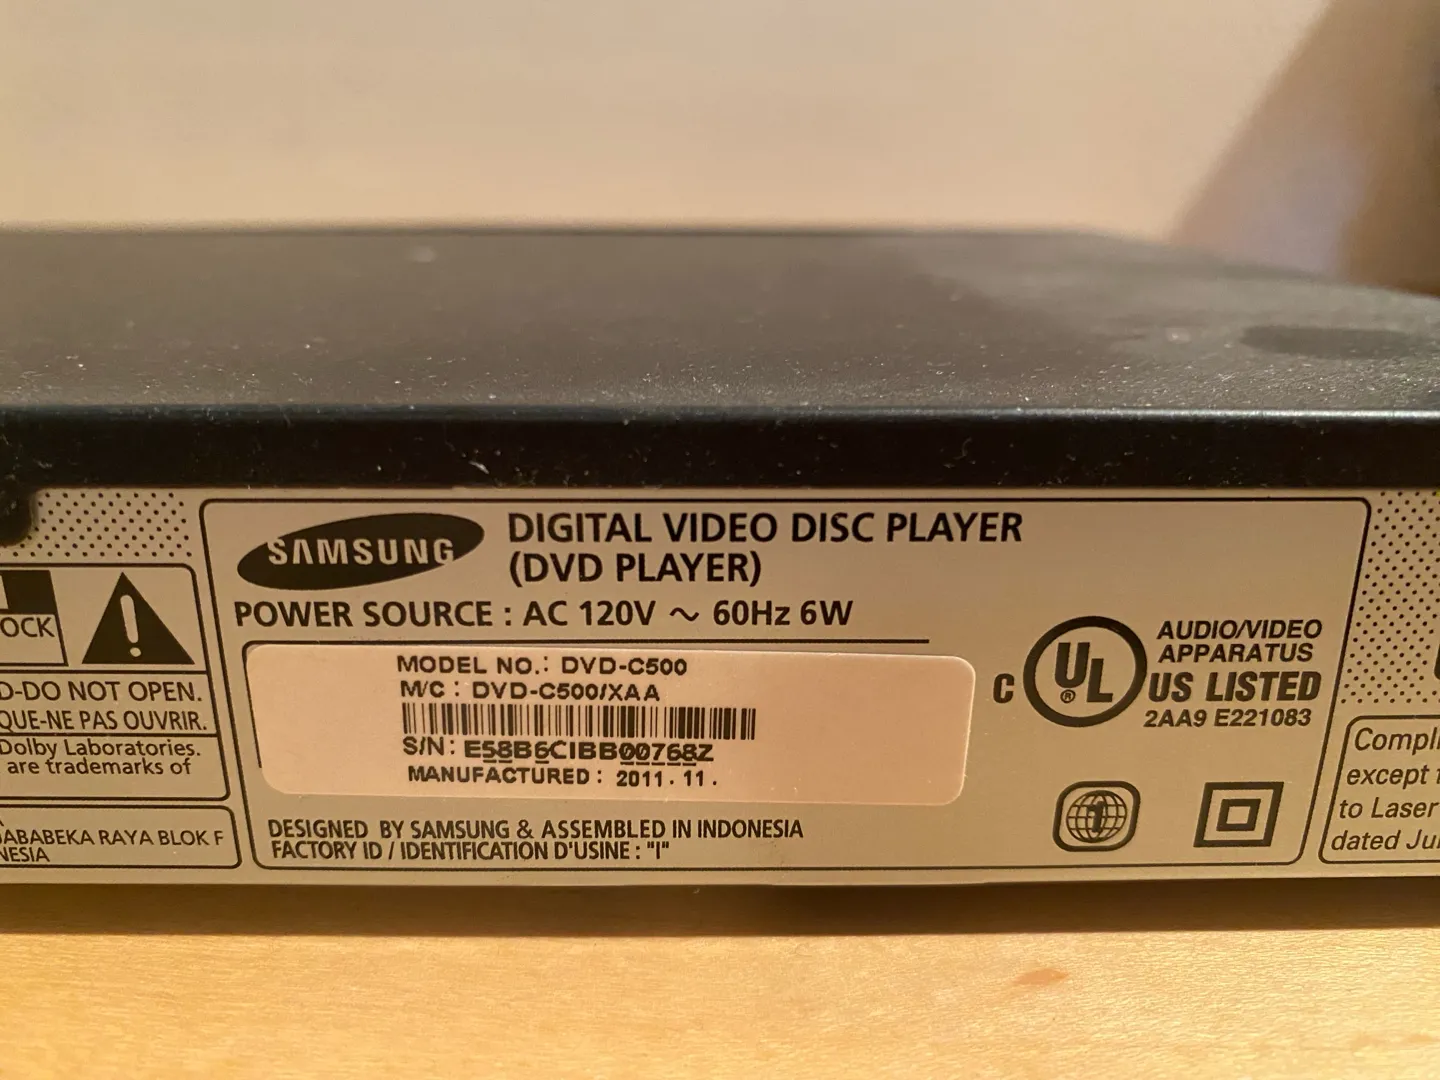 SAMSUNG
DIGITAL VIDEO DISC PLAYER
(DVD PLAYER)
POWER SOURCE : AC 120V ~ 60Hz 6W
MODEL NO.: DVD-C500
M/C : DVD-C500/XAA
S/N: E58B6CIBB00768Z
MANUFACTURED : 2011. 11.
DESIGNED BY SAMSUNG & ASSEMBLED IN INDONESIA
FACTORY ID / IDENTIFICATION D'USINE : "I"
C UL ® US LISTED
AUDIO/VIDEO
APPARATUS
2AA9 E221083
1
OCK
!
D-DO NOT OPEN.
QUE-NE PAS OUVRIR.
Dolby Laboratories.
are trademarks of
JABABEKA RAYA BLOK F
NESIA
Compli
except f
to Laser
dated Ju